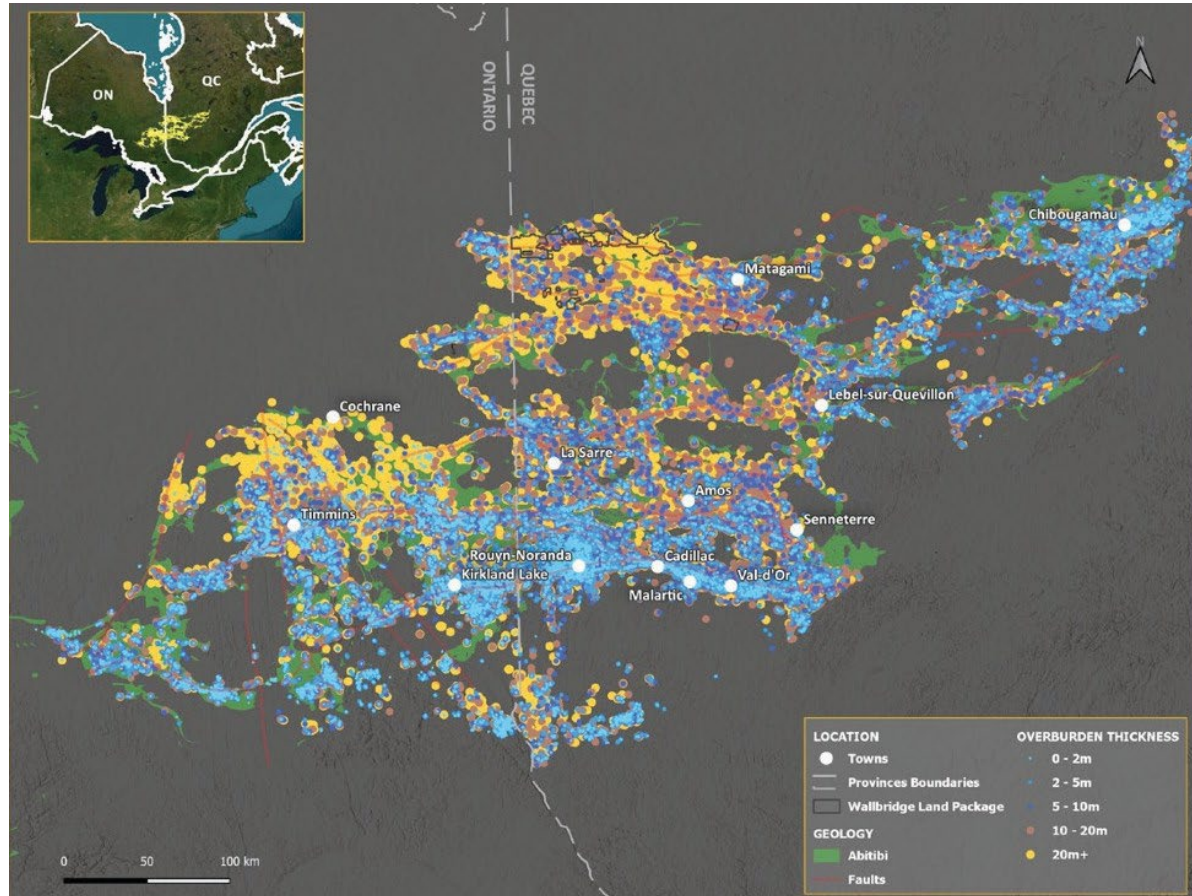 ON
QC
N
ONTARIO
QUEBEC
Chibougamau
Matagami
Lebel-sur-Quevillon
Cochrane
La Sarre
Amos
Timmins
Senneterre
Rouyn-Noranda
Cadillac
Kirkland Lake
Malartic
Val-d'Or
LOCATION
Towns
Provinces Boundaries
Wallbridge Land Package
GEOLOGY
Abitibi
Faults
OVERBURDEN THICKNESS
0 - 2m
2 - 5m
5 - 10m
10 - 20m
20m+
0 50 100 km